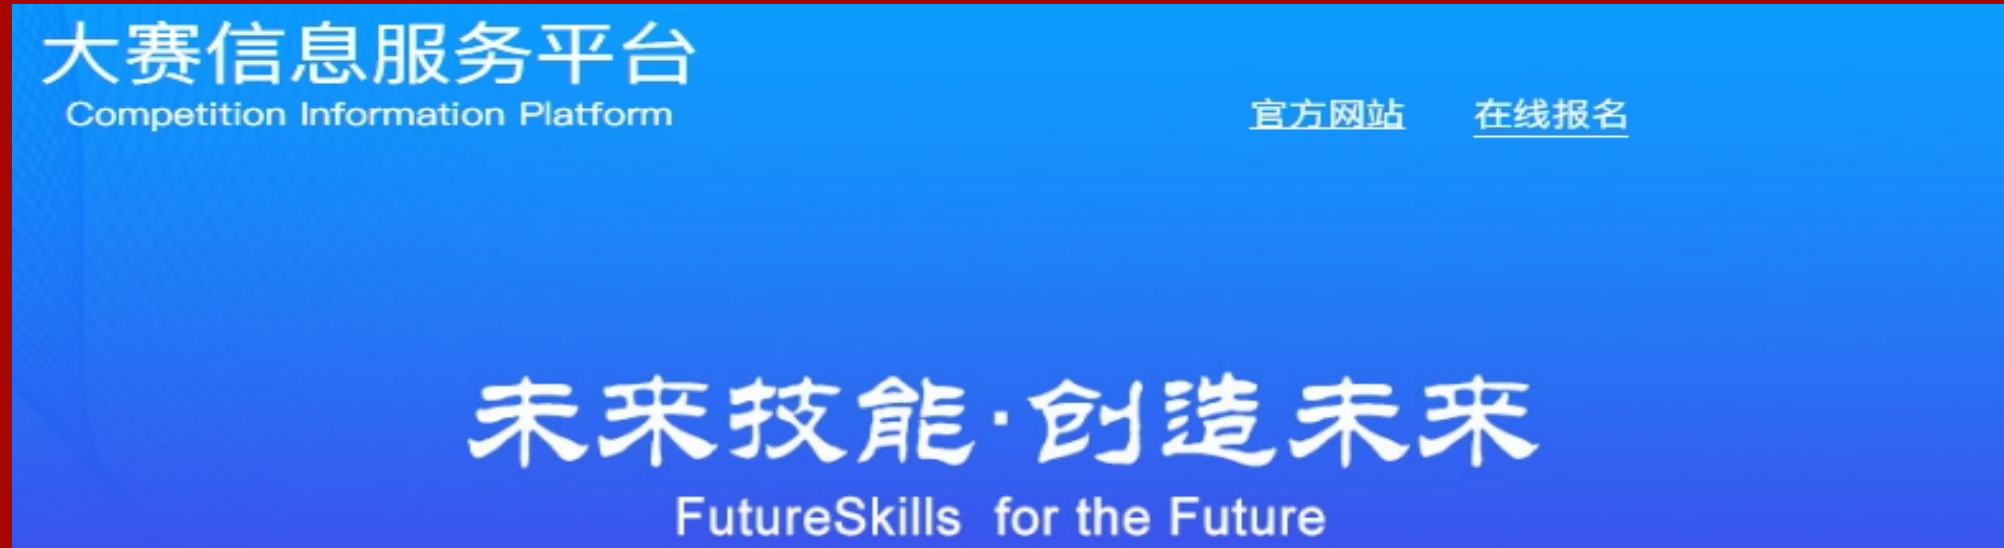 大赛信息服务平台
Competition Information Platform
官方网站 在线报名
未来技能·创造未来
FutureSkills for the Future